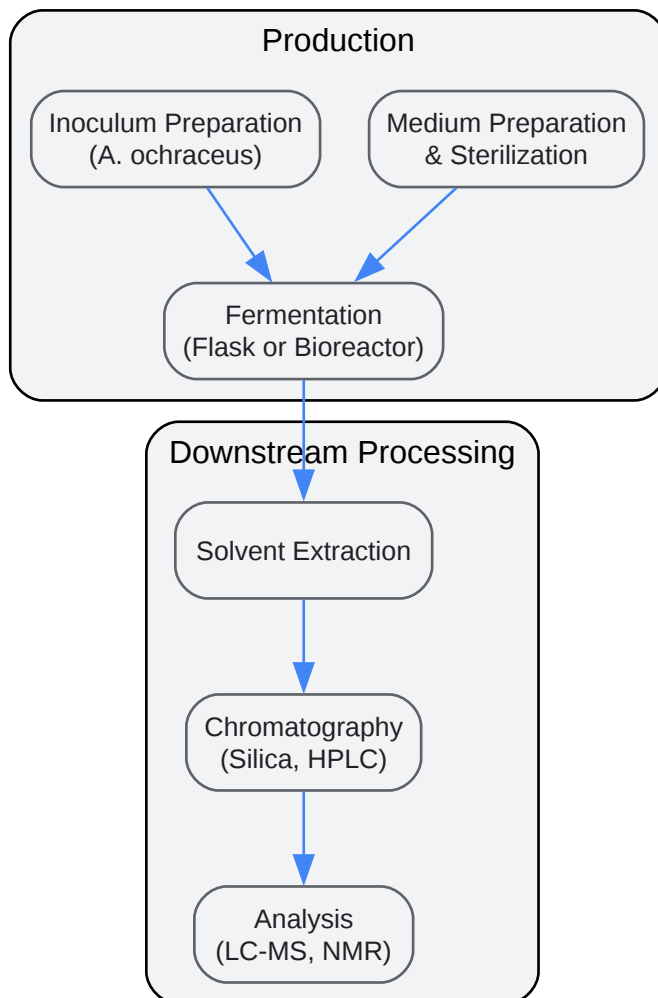 Production
Inoculum Preparation
(A. ochraceus)
Medium Preparation
& Sterilization
Fermentation
(Flask or Bioreactor)
Downstream Processing
Solvent Extraction
Chromatography
(Silica, HPLC)
Analysis
(LC-MS, NMR)